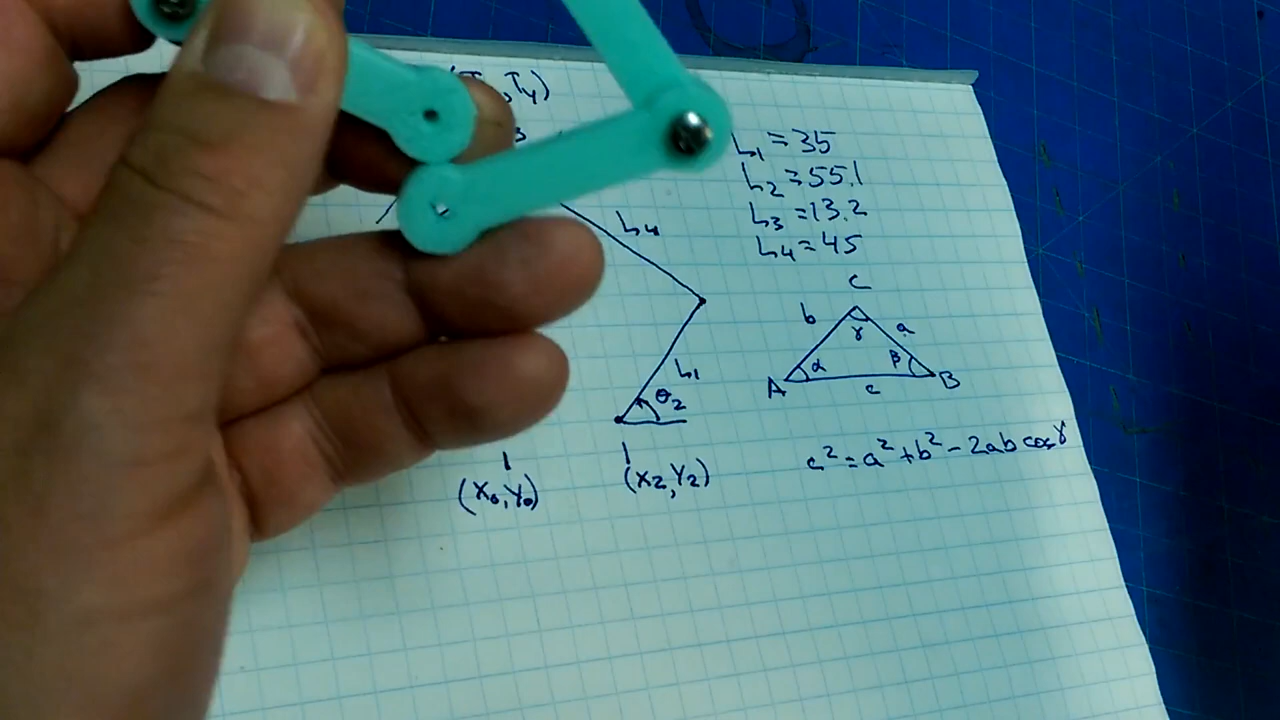 ,Ty)
3
L₁ = 35
L₂ = 55.1
L₃ = 13.2
L₄ = 45
L₄
C
b
γ
a
α
β
A
c
B
L₁
θ₂
c² = a² + b² - 2ab cos γ
(X₀,Y₀)
(X₂,Y₂)